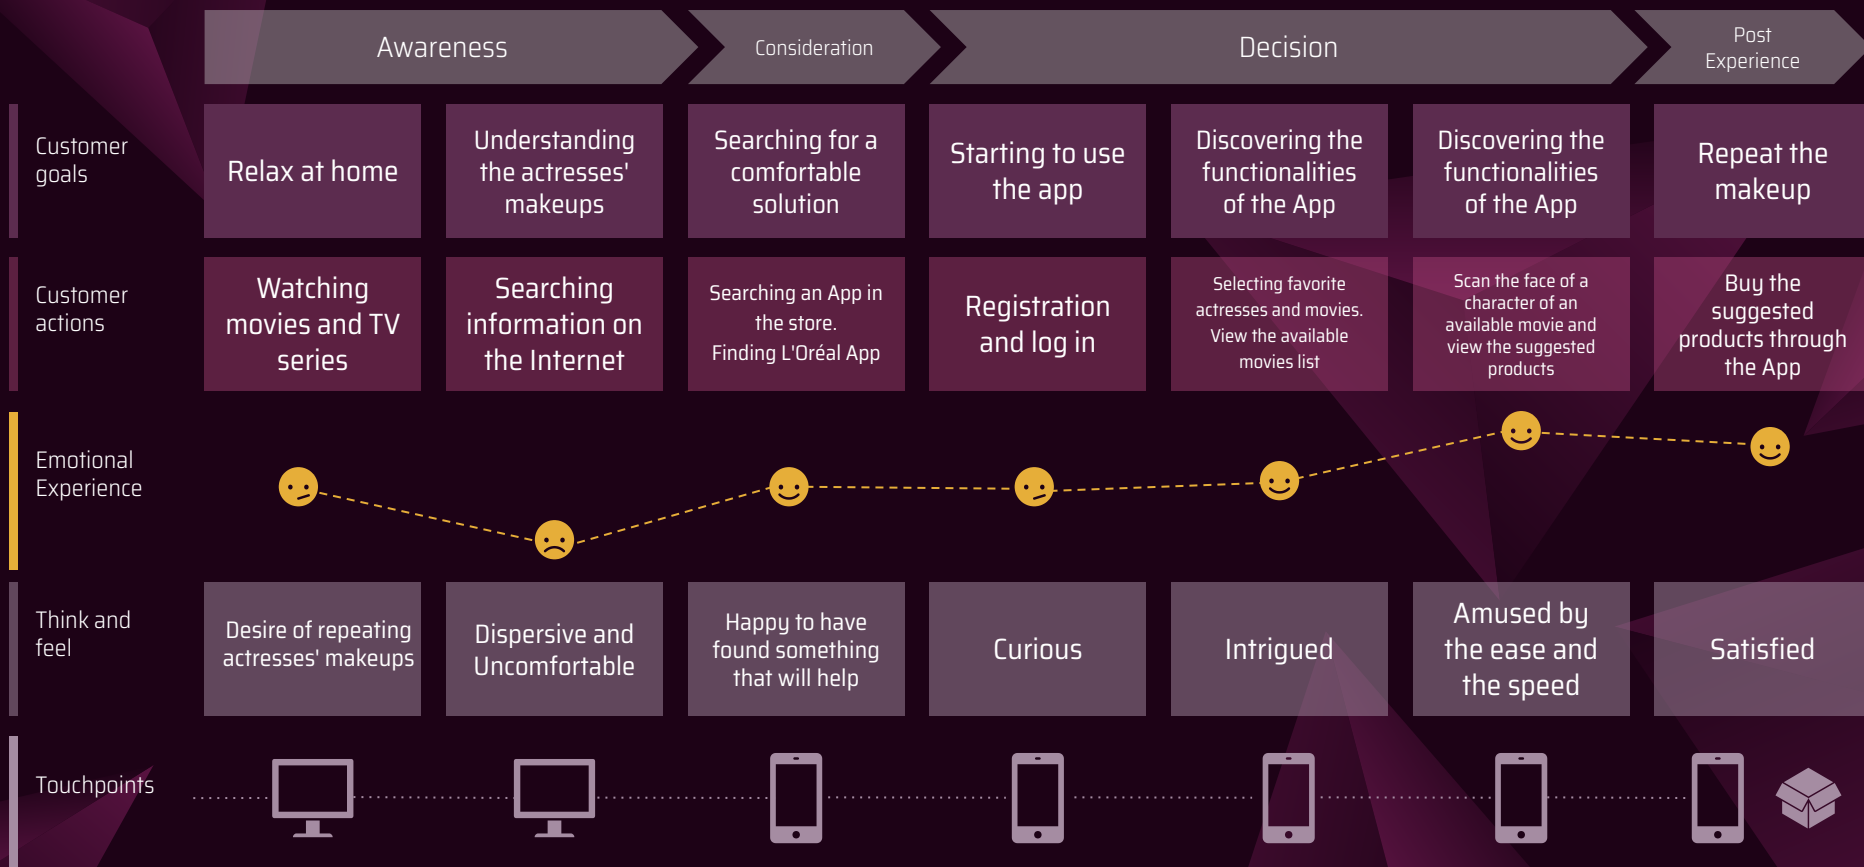 Awareness
Consideration
Decision
Post
Experience
Customer
goals
Relax at home
Understanding
the actresses'
makeups
Searching for a
comfortable
solution
Starting to use
the app
Discovering the
functionalities
of the App
Discovering the
functionalities
of the App
Repeat the
makeup
Customer
actions
Watching
movies and TV
series
Searching
information on
the Internet
Searching an App in
the store.
Finding L'Oréal App
Registration
and log in
Selecting favorite
actresses and movies.
View the available
movies list
Scan the face of a
character of an
available movie and
view the suggested
products
Buy the
suggested
products through
the App
Emotional
Experience
Think and
feel
Desire of repeating
actresses' makeups
Dispersive and
Uncomfortable
Happy to have
found something
that will help
Curious
Intrigued
Amused by
the ease and
the speed
Satisfied
Touchpoints